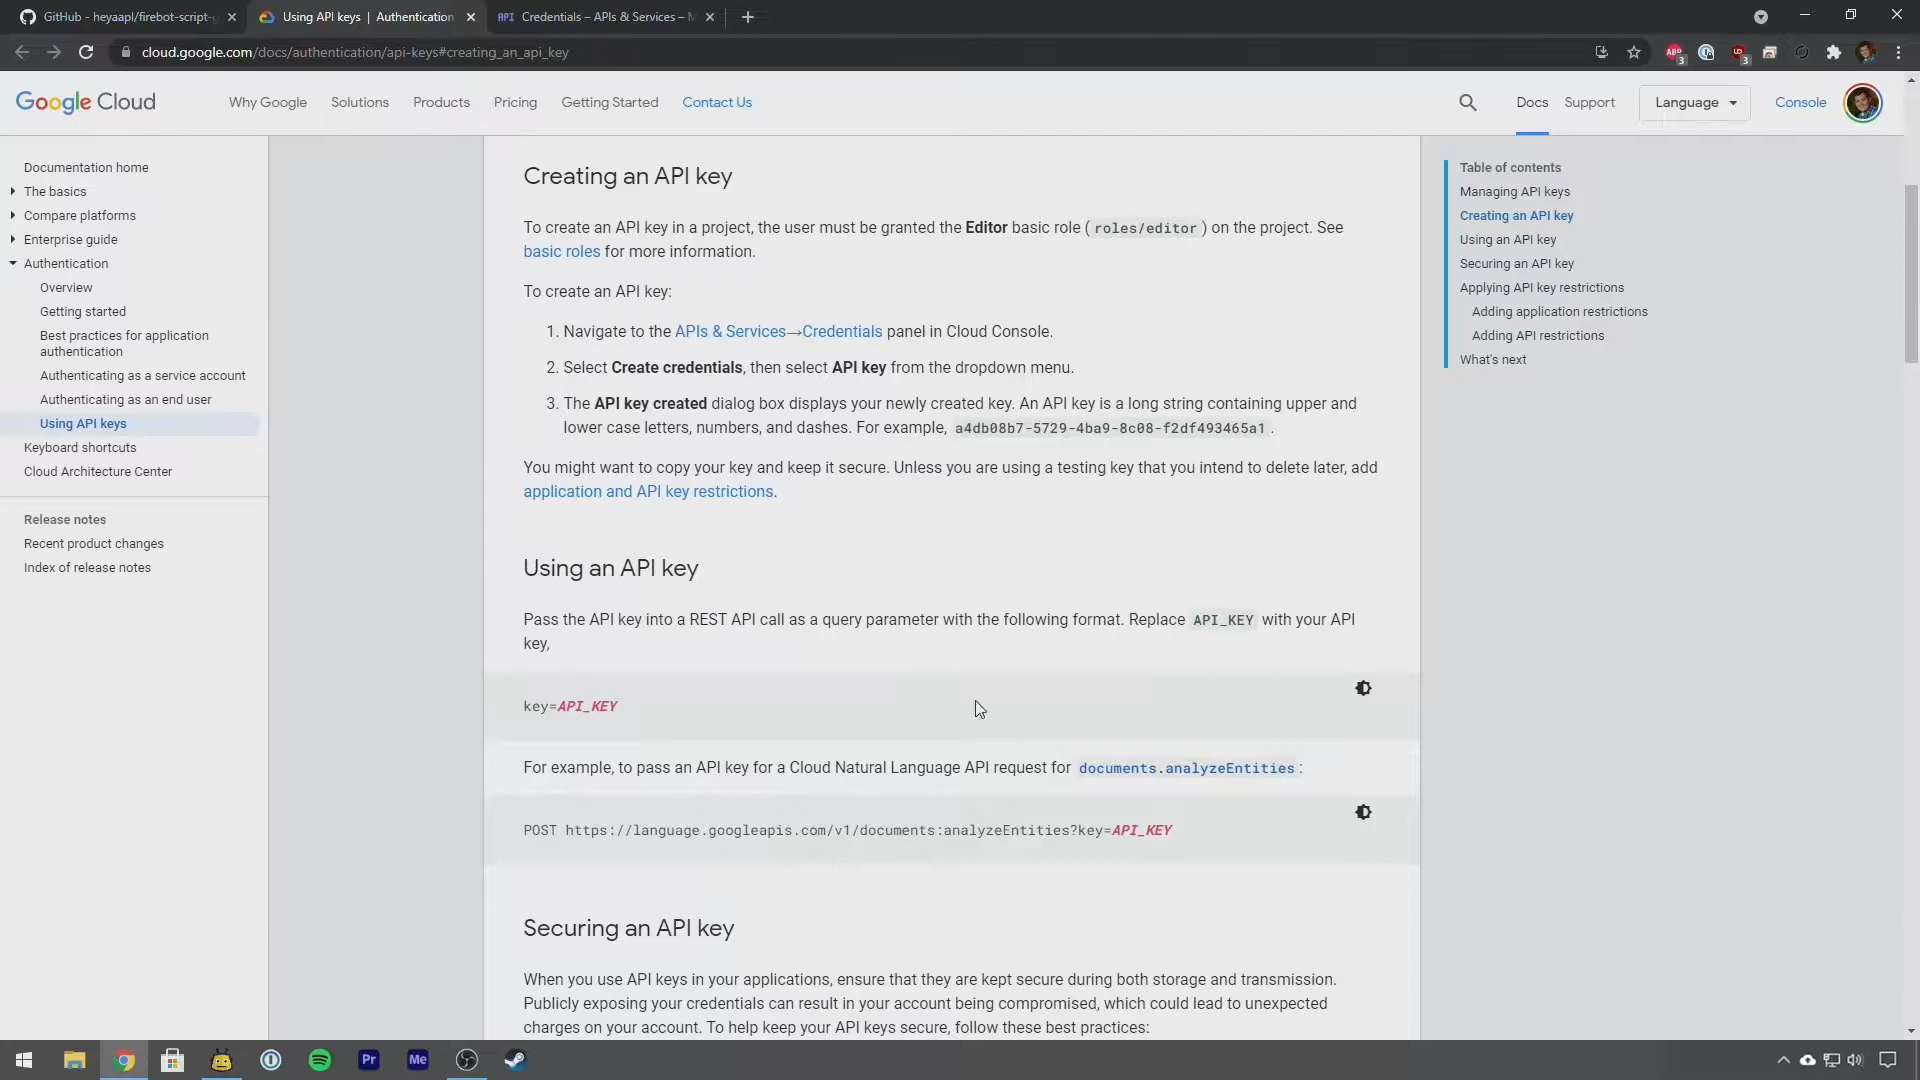 GitHub - heyaapl/firebot-script-g
Using API keys | Authentication
API Credentials – APIs & Services – M
cloud.google.com/docs/authentication/api-keys#creating_an_api_key
ABP 3
3
Google Cloud
Why Google
Solutions
Products
Pricing
Getting Started
Contact Us
Docs
Support
Language
Console
Documentation home
The basics
Compare platforms
Enterprise guide
Authentication
Overview
Getting started
Best practices for application
authentication
Authenticating as a service account
Authenticating as an end user
Using API keys
Keyboard shortcuts
Cloud Architecture Center
Release notes
Recent product changes
Index of release notes
Creating an API key
To create an API key in a project, the user must be granted the Editor basic role ( roles/editor ) on the project. See
basic roles for more information.
To create an API key:
1. Navigate to the APIs & Services→Credentials panel in Cloud Console.
2. Select Create credentials, then select API key from the dropdown menu.
3. The API key created dialog box displays your newly created key. An API key is a long string containing upper and
lower case letters, numbers, and dashes. For example, a4db08b7-5729-4ba9-8c08-f2df493465a1 .
You might want to copy your key and keep it secure. Unless you are using a testing key that you intend to delete later, add
application and API key restrictions.
Using an API key
Pass the API key into a REST API call as a query parameter with the following format. Replace API_KEY with your API
key,
key=API_KEY
For example, to pass an API key for a Cloud Natural Language API request for documents.analyzeEntities :
POST https://language.googleapis.com/v1/documents:analyzeEntities?key=API_KEY
Securing an API key
When you use API keys in your applications, ensure that they are kept secure during both storage and transmission.
Publicly exposing your credentials can result in your account being compromised, which could lead to unexpected
charges on your account. To help keep your API keys secure, follow these best practices:
Table of contents
Managing API keys
Creating an API key
Using an API key
Securing an API key
Applying API key restrictions
Adding application restrictions
Adding API restrictions
What's next
Pr
Me